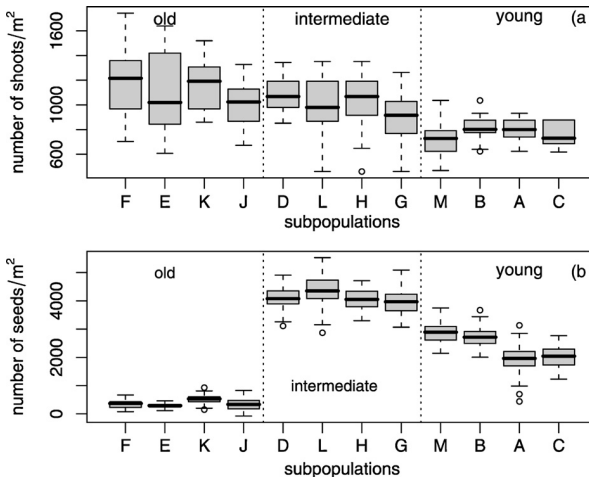 old intermediate young (a
number of shoots/m²
1600
1000
600
F E K J D L H G M B A C
subpopulations
old young (b
number of seeds/m²
4000
2000
intermediate
0
F E K J D L H G M B A C
subpopulations